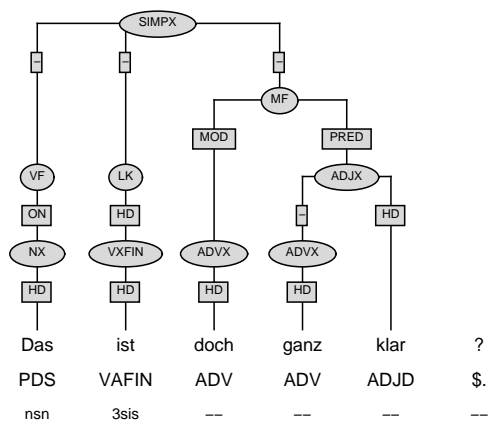 SIMPX
– – –
MF
MOD PRED
VF LK ADJX
ON HD – HD
NX VXFIN ADVX ADVX
HD HD HD HD
Das ist doch ganz klar ?
PDS VAFIN ADV ADV ADJD $.
nsn 3sis –– –– –– ––